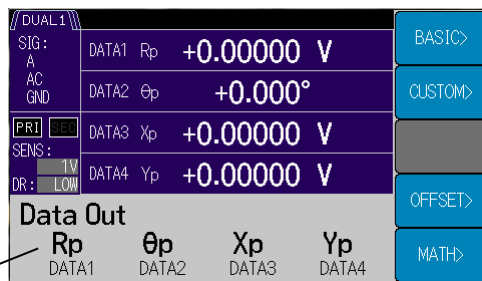 DUAL1
SIG:
A
AC
GND
PRI SEC
SENS:
1V
DR: LOW
DATA1 Rp +0.00000 V
DATA2 θp +0.000°
DATA3 Xp +0.00000 V
DATA4 Yp +0.00000 V
Data Out
Rp θp Xp Yp
DATA1 DATA2 DATA3 DATA4
BASIC>
CUSTOM>
OFFSET>
MATH>